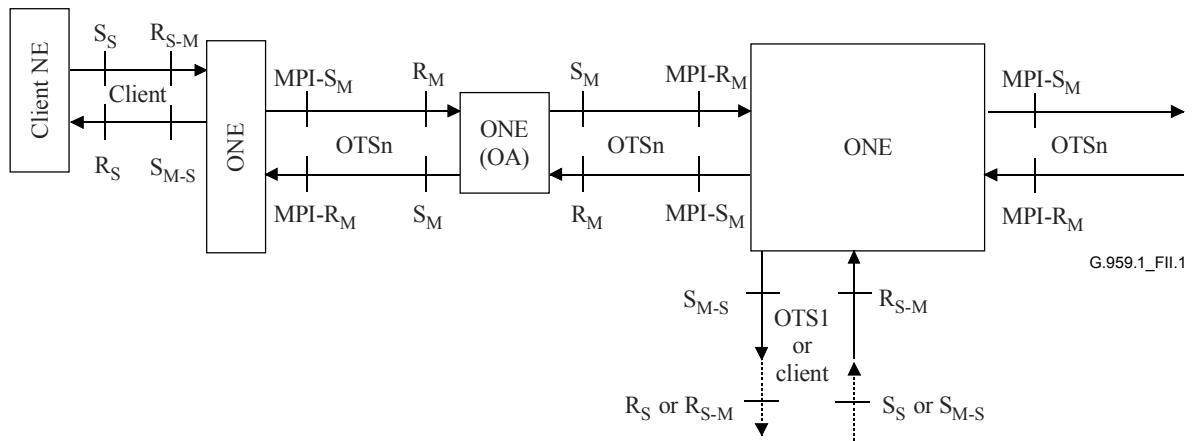 S_S
R_S-M
Client NE
Client
R_S
S_M-S
ONE
MPI-S_M
R_M
OTSn
MPI-R_M
S_M
ONE
(OA)
S_M
MPI-R_M
OTSn
R_M
MPI-S_M
ONE
MPI-S_M
MPI-R_M
G.959.1_FII.1
S_M-S
R_S-M
OTS1
or
client
R_S or R_S-M
S_S or S_M-S